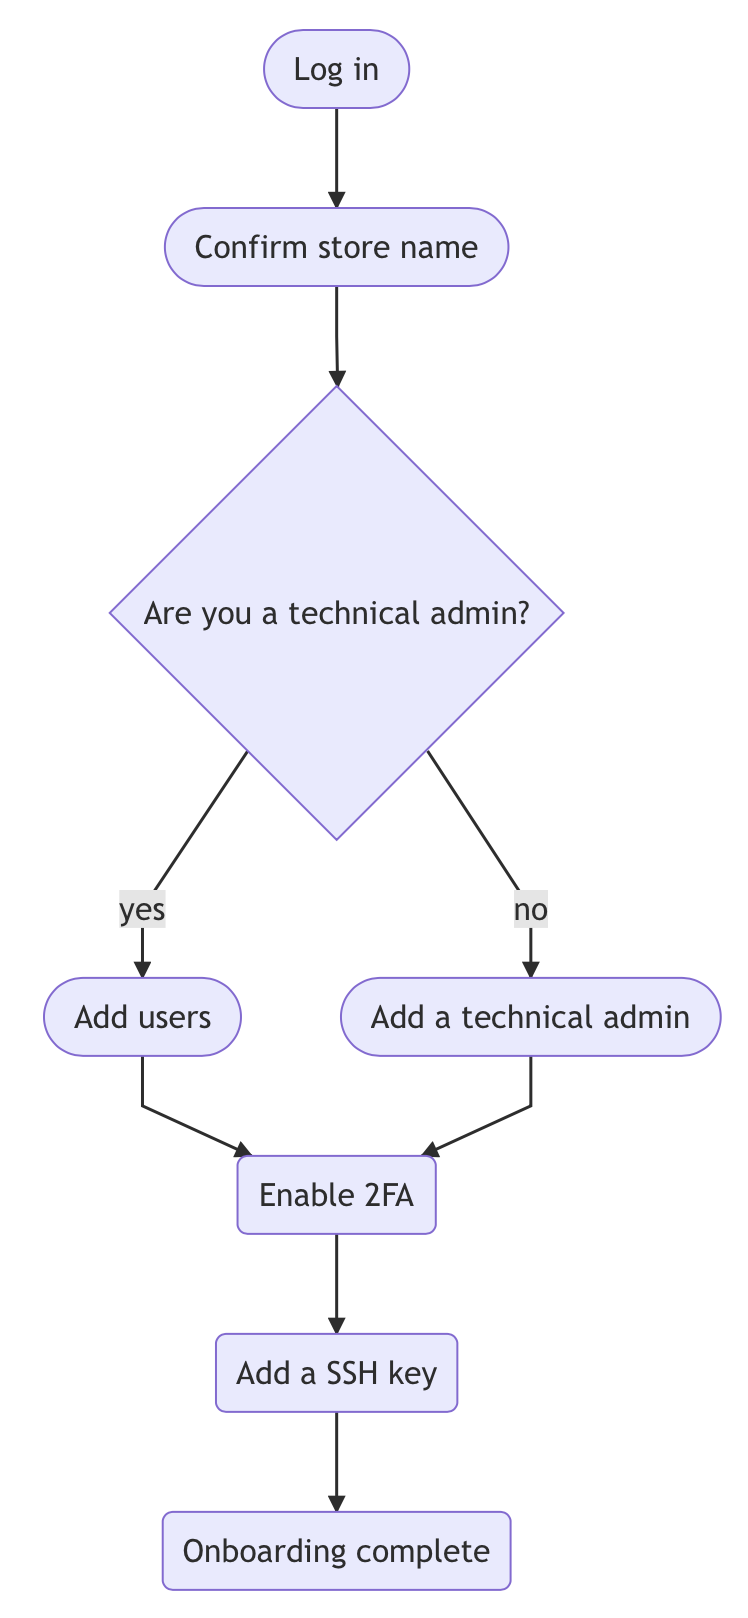 Log in
Confirm store name
Are you a technical admin?
yes
no
Add users
Add a technical admin
Enable 2FA
Add a SSH key
Onboarding complete